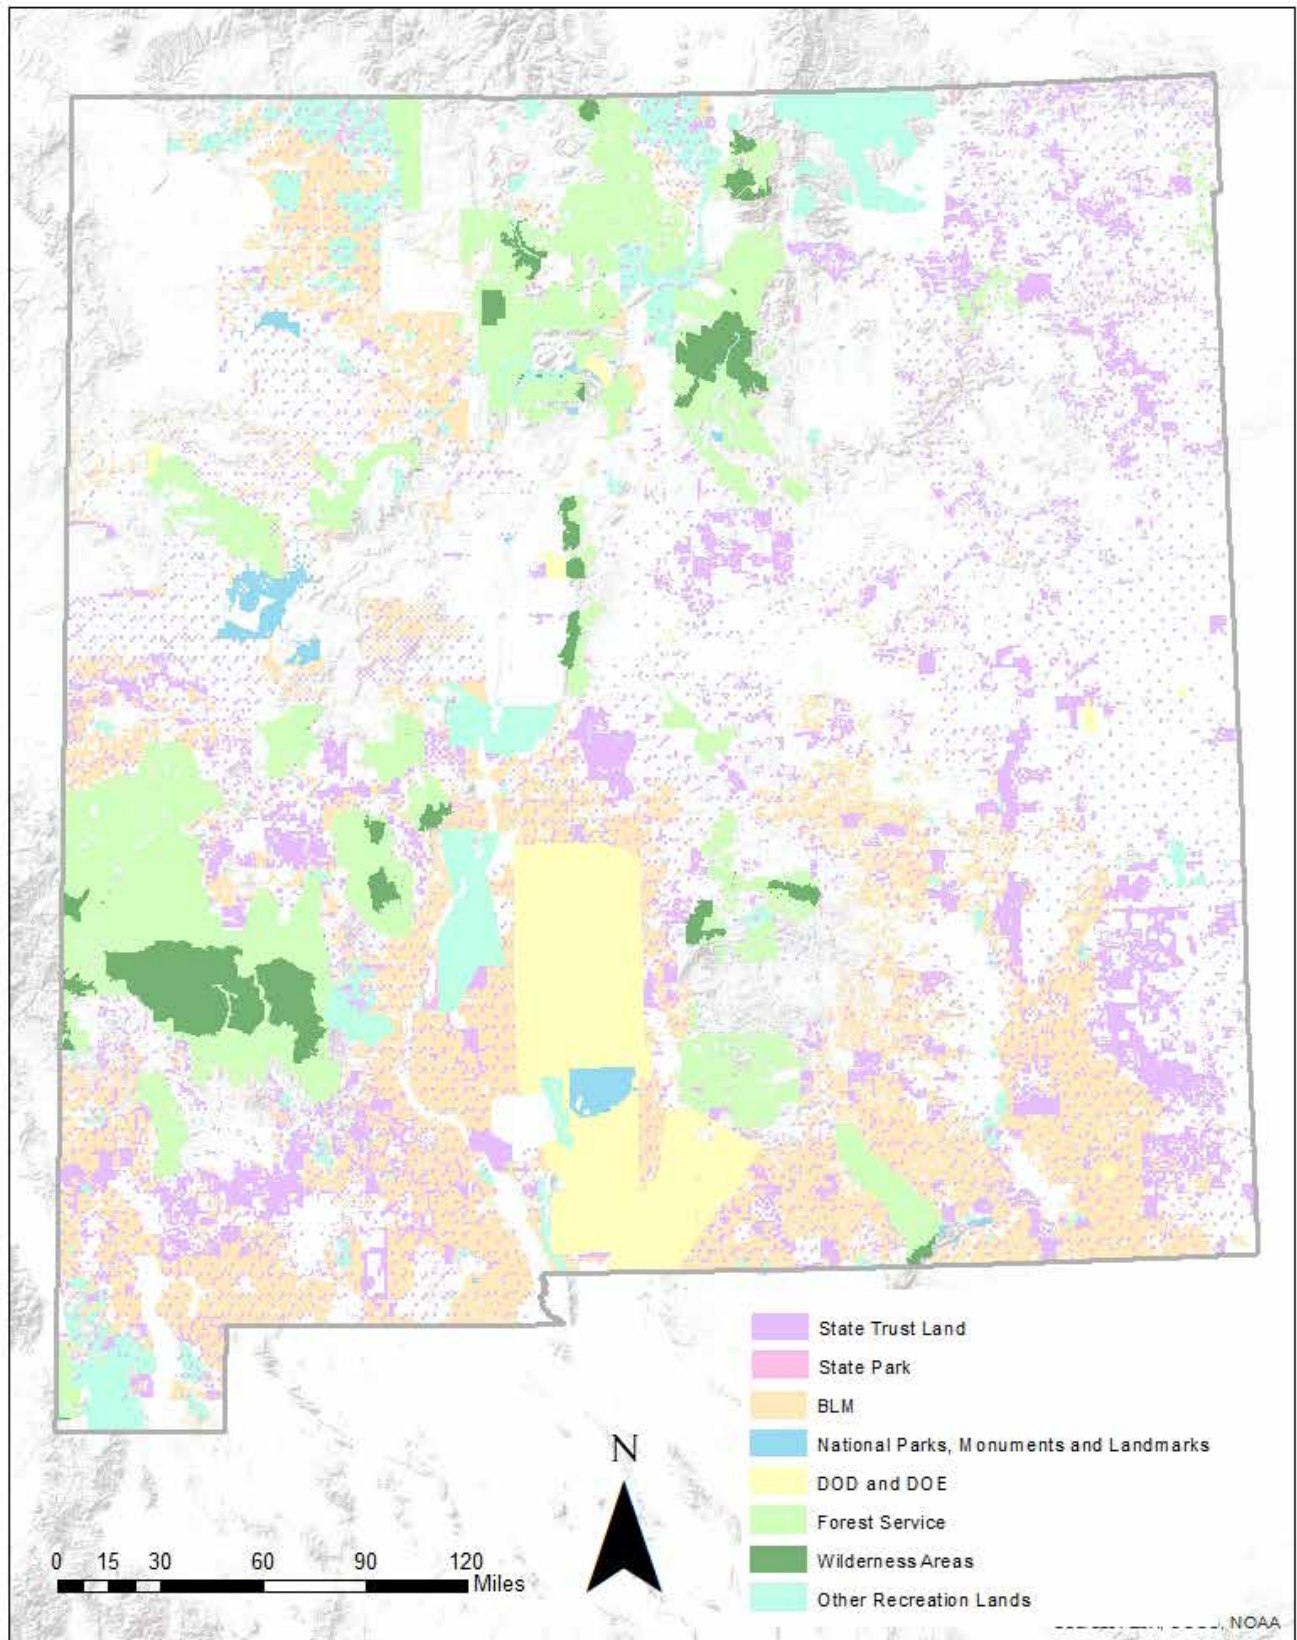 State Trust Land
State Park
BLM
National Parks, Monuments and Landmarks
DOD and DOE
Forest Service
Wilderness Areas
Other Recreation Lands
N
0 15 30 60 90 120
Miles
, NOAA